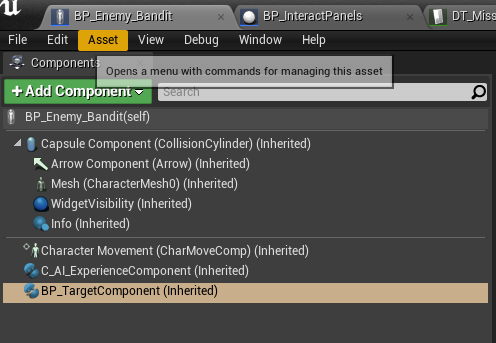 BP_Enemy_Bandit
BP_InteractPanels
DT_Miss
File Edit Asset View Debug Window Help
Components
Opens a menu with commands for managing this asset
+Add Component
Search
BP_Enemy_Bandit(self)
Capsule Component (CollisionCylinder) (Inherited)
Arrow Component (Arrow) (Inherited)
Mesh (CharacterMesh0) (Inherited)
WidgetVisibility (Inherited)
Info (Inherited)
Character Movement (CharMoveComp) (Inherited)
C_AI_ExperienceComponent (Inherited)
BP_TargetComponent (Inherited)